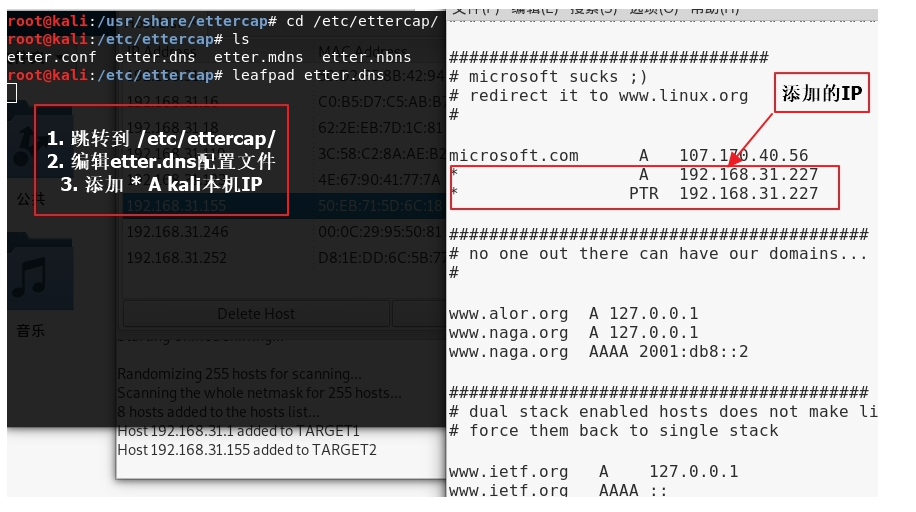 root@kali:/usr/share/ettercap# cd /etc/ettercap/
root@kali:/etc/ettercap# ls
etter.conf  etter.dns  etter.mdns  etter.nbns
root@kali:/etc/ettercap# leafpad etter.dns
1. 跳转到 /etc/ettercap/
2. 编辑etter.dns配置文件
3. 添加 * A kali本机IP
公共
音乐
MAC Address
192.168.31.16 C0:B5:D7:C5:AB:B
62:2E:EB:7D:1C:81
3C:58:C2:8A:AE:B2
4E:67:90:41:77:7A
192.168.31.155 50:EB:71:5D:6C:18
192.168.31.246 00:0C:29:95:50:81
192.168.31.252 D8:1E:DD:6C:5B:77
Delete Host
Randomizing 255 hosts for scanning...
Scanning the whole netmask for 255 hosts...
8 hosts added to the hosts list...
Host 192.168.31.1 added to TARGET1
Host 192.168.31.155 added to TARGET2
################################
# microsoft sucks ;)
# redirect it to www.linux.org
#
添加的IP
microsoft.com      A   107.170.40.56
*                  A   192.168.31.227
*                 PTR  192.168.31.227
##########################################
# no one out there can have our domains...
#
www.alor.org  A 127.0.0.1
www.naga.org  A 127.0.0.1
www.naga.org  AAAA 2001:db8::2
##########################################
# dual stack enabled hosts does not make li
# force them back to single stack
www.ietf.org   A    127.0.0.1
www.ietf.org   AAAA ::